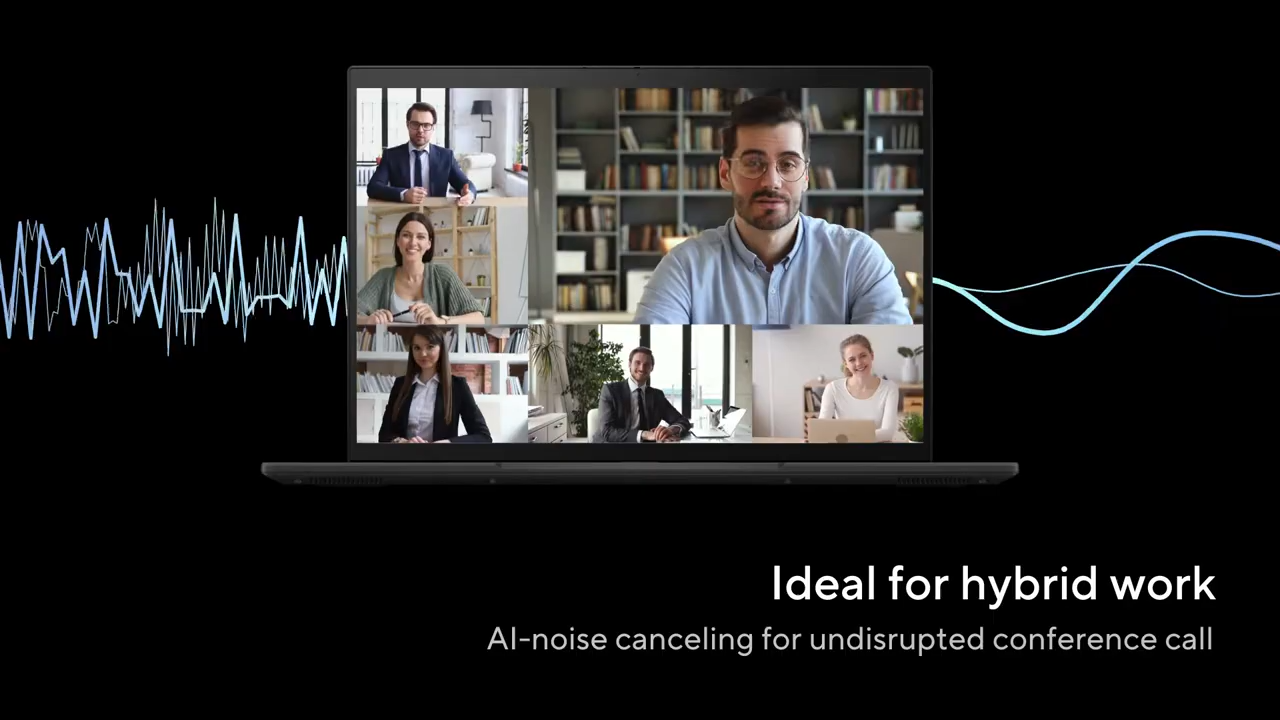 Ideal for hybrid work
AI-noise canceling for undisrupted conference call